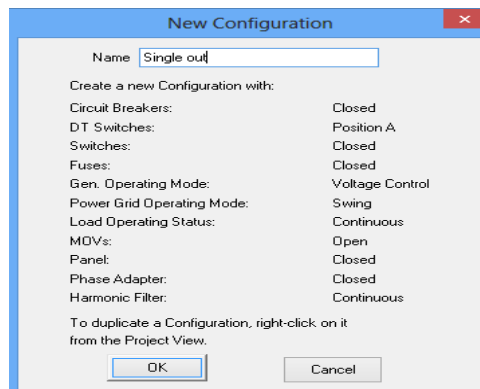 New Configuration
Name Single out
Create a new Configuration with:
Circuit Breakers: Closed
DT Switches: Position A
Switches: Closed
Fuses: Closed
Gen. Operating Mode: Voltage Control
Power Grid Operating Mode: Swing
Load Operating Status: Continuous
MOVs: Open
Panel: Closed
Phase Adapter: Closed
Harmonic Filter: Continuous
To duplicate a Configuration, right-click on it
from the Project View.
OK Cancel